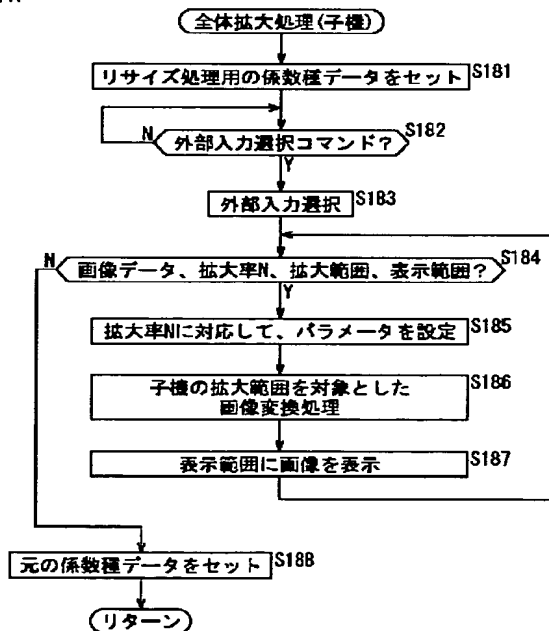 全体拡大処理(子機)
リサイズ処理用の係数種データをセット S181
N 外部入力選択コマンド? S182
Y
外部入力選択 S183
N 画像データ、拡大率N、拡大範囲、表示範囲? S184
Y
拡大率Nに対応して、パラメータを設定 S185
子機の拡大範囲を対象とした S186
画像変換処理
表示範囲に画像を表示 S187
元の係数種データをセット S188
リターン